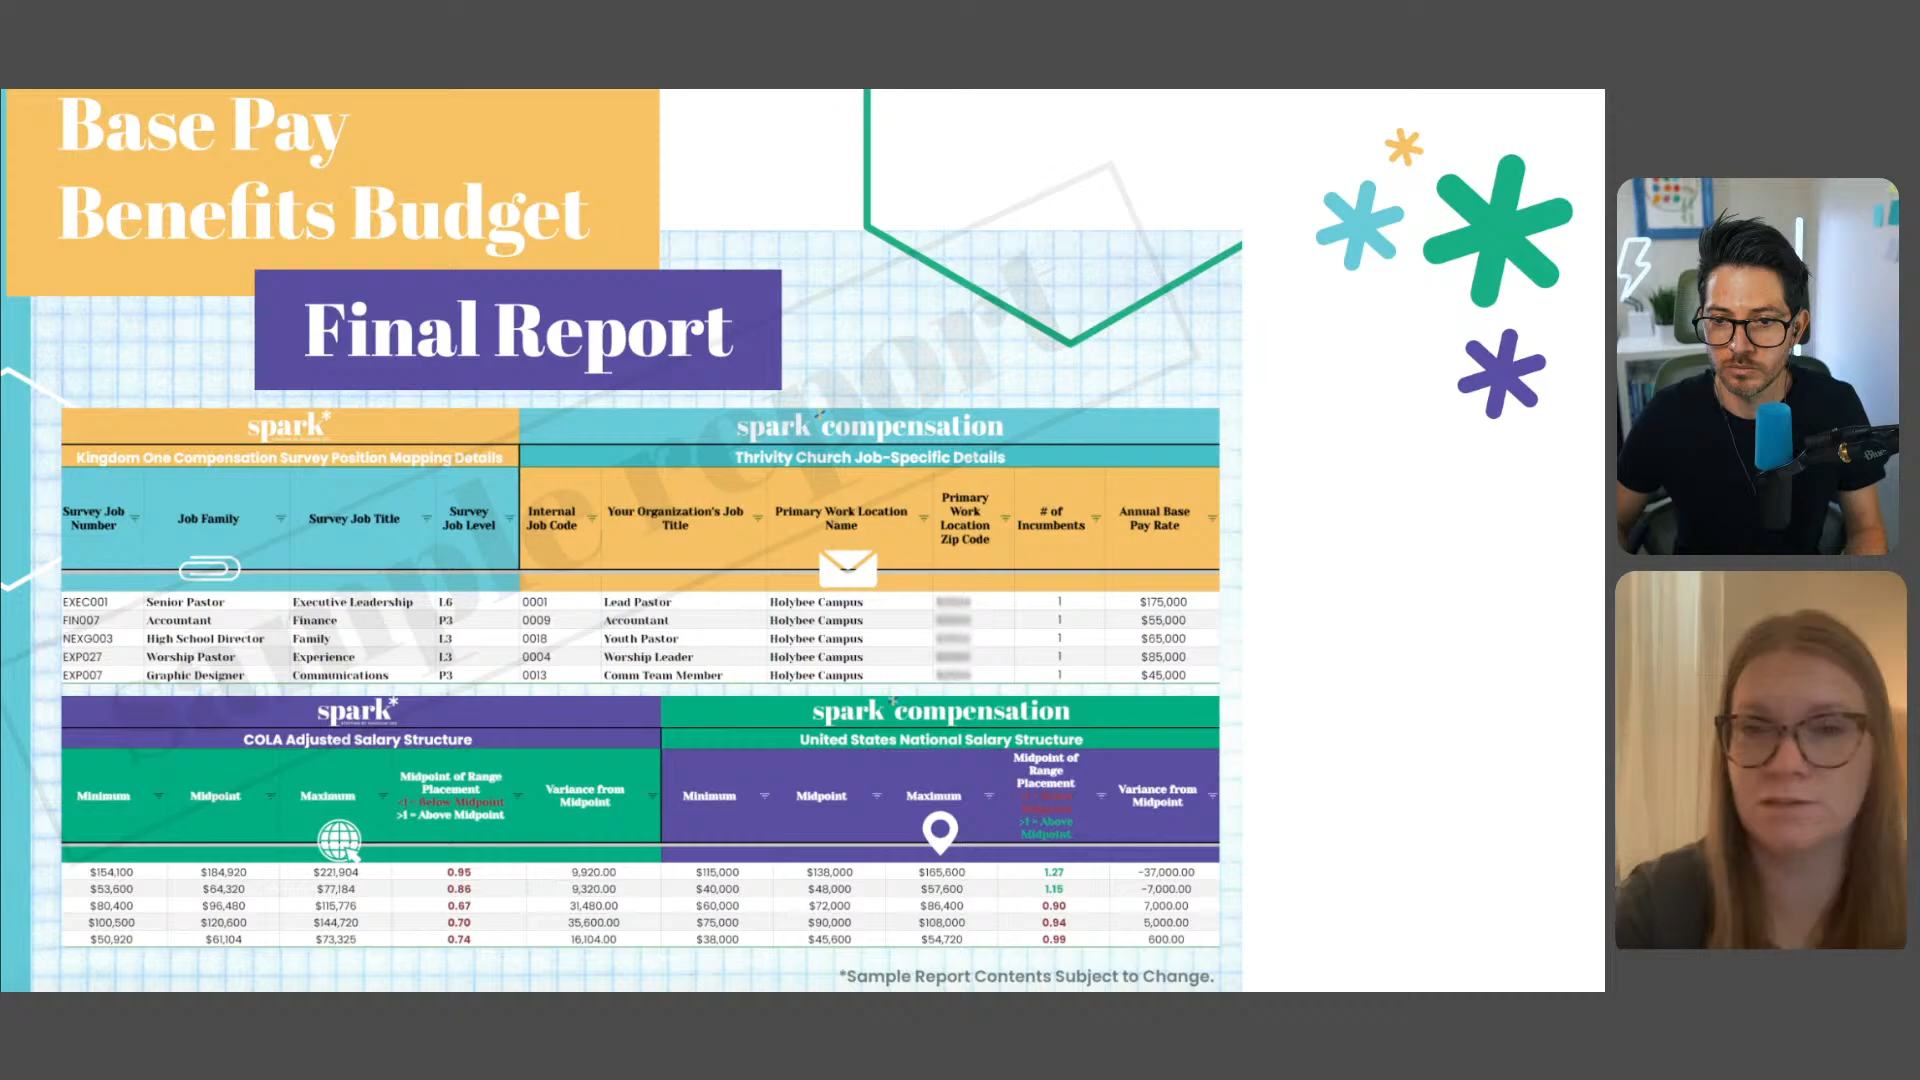 Base Pay
Benefits Budget
Final Report
Sample report
spark*
spark*compensation
Kingdom One Compensation Survey Position Mapping Details
Thrivity Church Job-Specific Details
Survey Job Number Job Family Survey Job Title Survey Job Level Internal Job Code Your Organization's Job Title Primary Work Location Name Primary Work Location Zip Code # of Incumbents Annual Base Pay Rate
EXEC001 Senior Pastor Executive Leadership L6 0001 Lead Pastor Holybee Campus 1 $175,000
FIN007 Accountant Finance P3 0009 Accountant Holybee Campus 1 $55,000
NEXG003 High School Director Family L3 0018 Youth Pastor Holybee Campus 1 $65,000
EXP027 Worship Pastor Experience L3 0004 Worship Leader Holybee Campus 1 $85,000
EXP007 Graphic Designer Communications P3 0013 Comm Team Member Holybee Campus 1 $45,000
spark*
spark*compensation
COLA Adjusted Salary Structure
United States National Salary Structure
Minimum Midpoint Maximum Midpoint of Range Placement <1 = Below Midpoint >1 = Above Midpoint Variance from Midpoint Minimum Midpoint Maximum Midpoint of Range Placement >1 = Above Midpoint Variance from Midpoint
$154,100 $184,920 $221,904 0.95 9,920.00 $115,000 $138,000 $165,600 1.27 -37,000.00
$53,600 $64,320 $77,184 0.86 9,320.00 $40,000 $48,000 $57,600 1.15 -7,000.00
$80,400 $96,480 $115,776 0.67 31,480.00 $60,000 $72,000 $86,400 0.90 7,000.00
$100,500 $120,600 $144,720 0.70 35,600.00 $75,000 $90,000 $108,000 0.94 5,000.00
$50,920 $61,104 $73,325 0.74 16,104.00 $38,000 $45,600 $54,720 0.99 600.00
*Sample Report Contents Subject to Change.
Blue